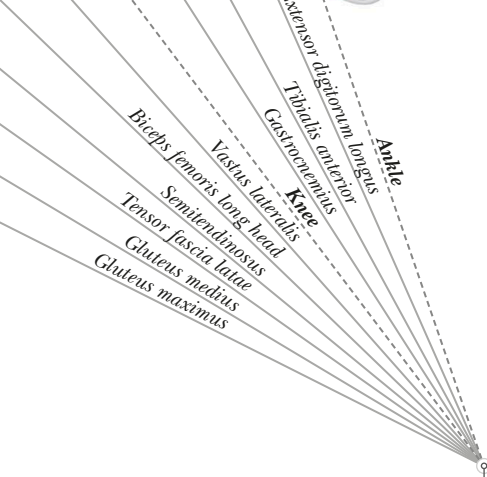 xtensor digitorum longus
Ankle
Tibialis anterior
Gastrocnemius
Knee
Vastus lateralis
Biceps femoris long head
Semitendinosus
Tensor fascia latae
Gluteus medius
Gluteus maximus